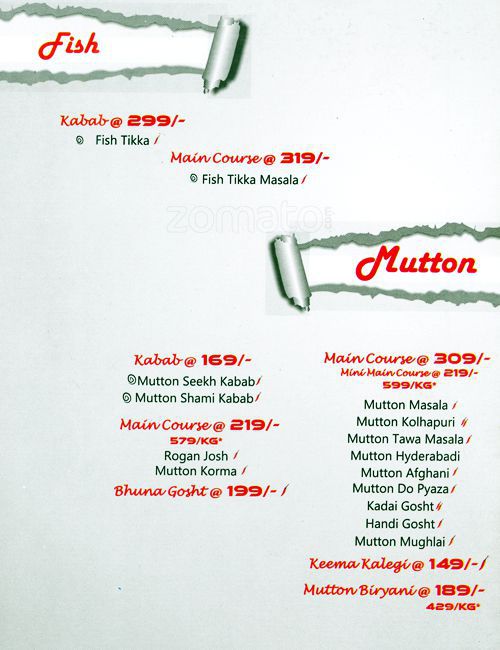 Fish
Kabab @ 299/-
Fish Tikka
Main Course @ 319/-
Fish Tikka Masala
zomato
Mutton
Kabab @ 169/-
Mutton Seekh Kabab
Mutton Shami Kabab
Main Course @ 219/-
579/KG*
Rogan Josh
Mutton Korma
Bhuna Gosht @ 199/-
Main Course @ 309/-
Mini Main Course @ 219/-
599/KG*
Mutton Masala
Mutton Kolhapuri
Mutton Tawa Masala
Mutton Hyderabadi
Mutton Afghani
Mutton Do Pyaza
Kadai Gosht
Handi Gosht
Mutton Mughlai
Keema Kalegi @ 149/-
Mutton Biryani @ 189/-
429/KG*